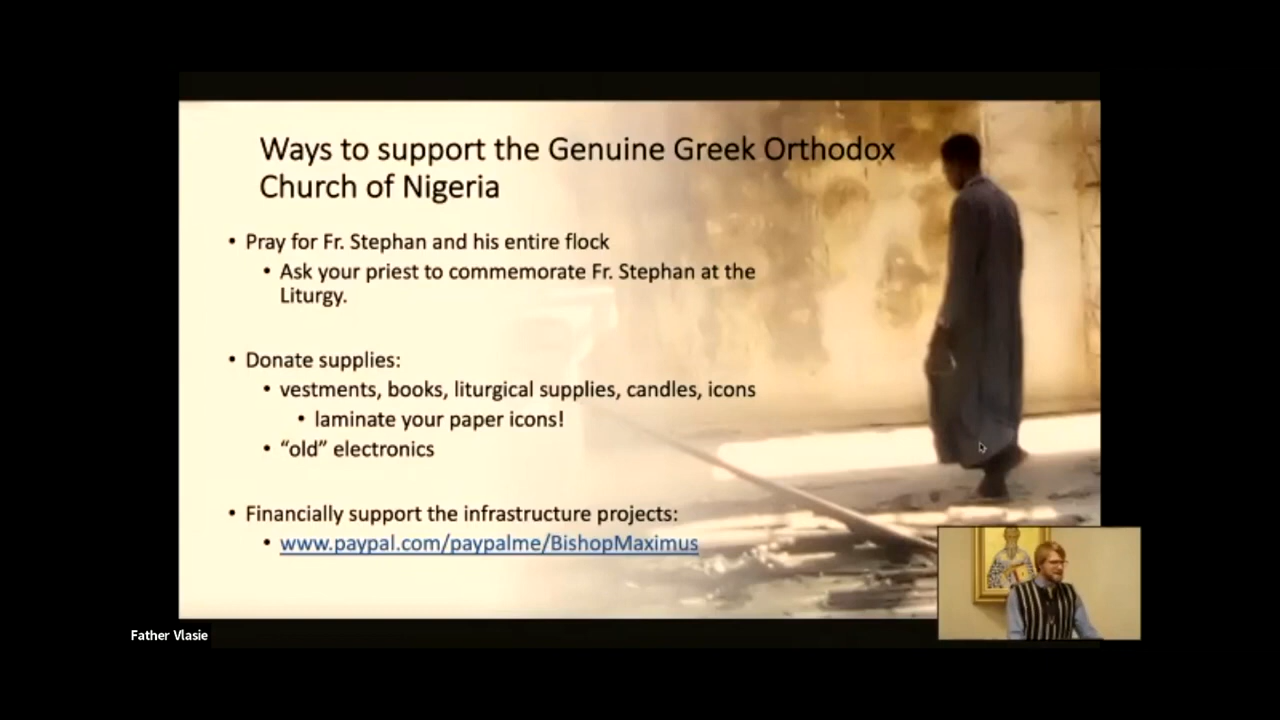 Ways to support the Genuine Greek Orthodox
Church of Nigeria
• Pray for Fr. Stephan and his entire flock
• Ask your priest to commemorate Fr. Stephan at the
Liturgy.
• Donate supplies:
• vestments, books, liturgical supplies, candles, icons
• laminate your paper icons!
• “old” electronics
• Financially support the infrastructure projects:
• www.paypal.com/paypalme/BishopMaximus
Father Vlasie